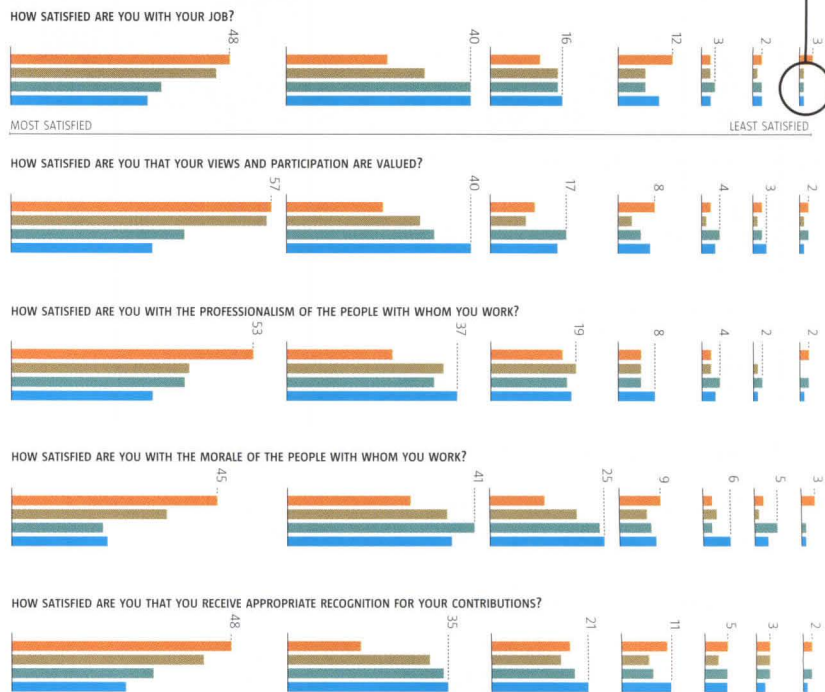 HOW SATISFIED ARE YOU WITH YOUR JOB?
48 40 16 12 3 2 3
MOST SATISFIED LEAST SATISFIED
HOW SATISFIED ARE YOU THAT YOUR VIEWS AND PARTICIPATION ARE VALUED?
57 40 17 8 4 3 2
HOW SATISFIED ARE YOU WITH THE PROFESSIONALISM OF THE PEOPLE WITH WHOM YOU WORK?
53 37 19 8 4 2 2
HOW SATISFIED ARE YOU WITH THE MORALE OF THE PEOPLE WITH WHOM YOU WORK?
45 41 25 9 6 5 3
HOW SATISFIED ARE YOU THAT YOU RECEIVE APPROPRIATE RECOGNITION FOR YOUR CONTRIBUTIONS?
48 35 21 11 5 3 2